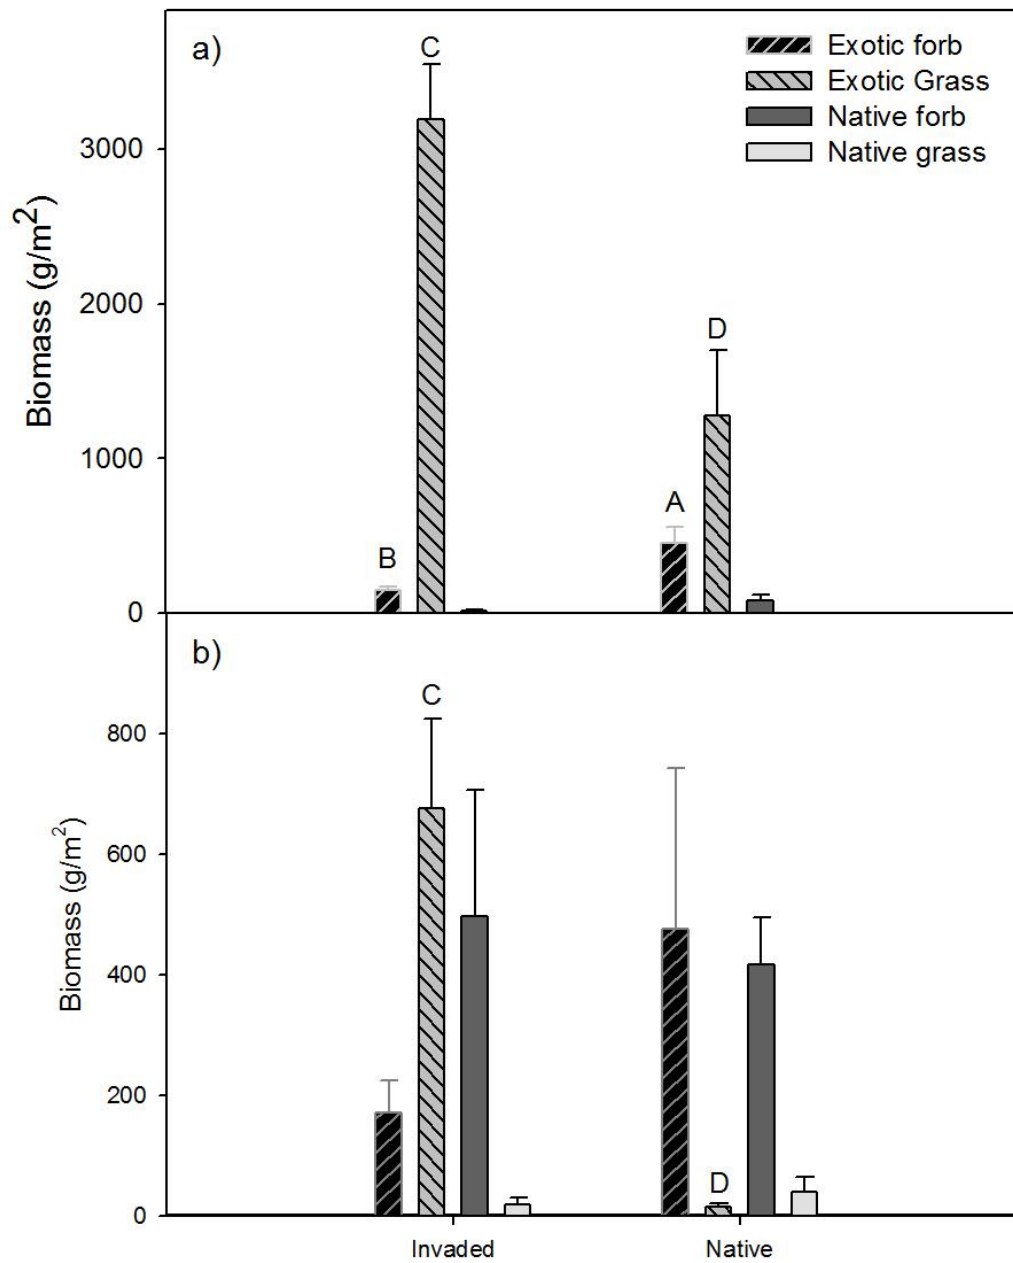 a)
Exotic forb
Exotic Grass
Native forb
Native grass
C
D
A
B
3000
2000
1000
0
Biomass (g/m²)
b)
C
D
800
600
400
200
0
Biomass (g/m²)
Invaded
Native